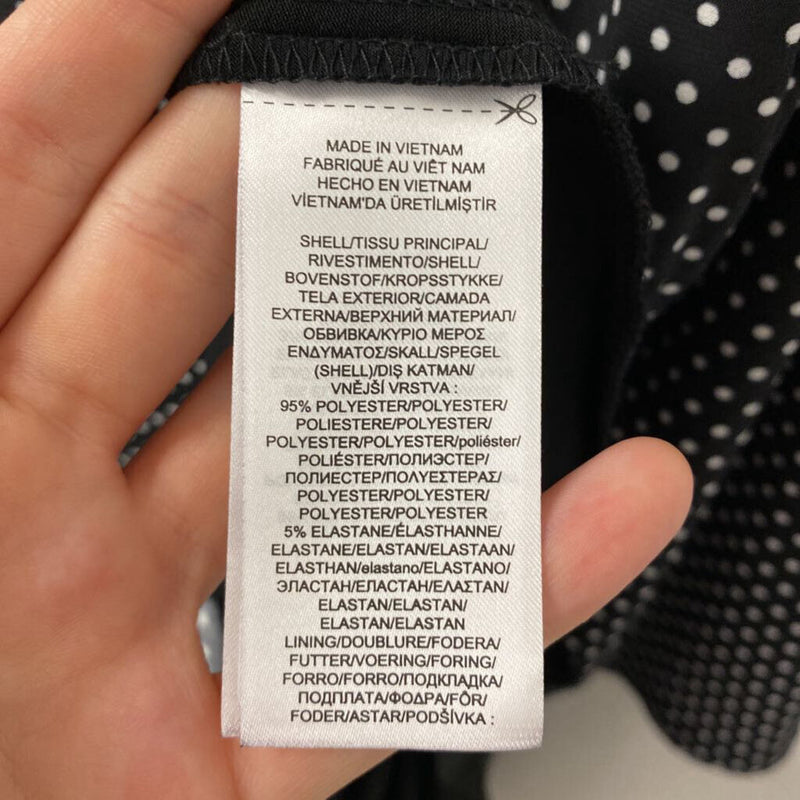 MADE IN VIETNAM
FABRIQUÉ AU VIÊT NAM
HECHO EN VIETNAM
VİETNAM'DA ÜRETİLMİŞTİR
SHELL/TISSU PRINCIPAL/
RIVESTIMENTO/SHELL/
BOVENSTOF/KROPSSTYKKE/
TELA EXTERIOR/CAMADA
EXTERNA/ВЕРХНИЙ МАТЕРИАЛ/
ОБВИВКА/ΚΥΡΙΟ ΜΕΡΟΣ
ΕΝΔΥΜΑΤΟΣ/SKALL/SPEGEL
(SHELL)/DIŞ KATMAN/
VNĚJŠÍ VRSTVA :
95% POLYESTER/POLYESTER/
POLIESTERE/POLYESTER/
POLYESTER/POLYESTER/poliéster/
POLIÉSTER/ПОЛИЭСТЕР/
ПОЛИЕСТЕР/ΠΟΛΥΕΣΤΕΡΑΣ/
POLYESTER/POLYESTER/
POLYESTER/POLYESTER
5% ELASTANE/ÉLASTHANNE/
ELASTANE/ELASTAN/ELASTAAN/
ELASTHAN/elastano/ELASTANO/
ЭЛАСТАН/ЕЛАСТАН/ΕΛΑΣΤΑΝ/
ELASTAN/ELASTAN/
ELASTAN/ELASTAN
LINING/DOUBLURE/FODERA/
FUTTER/VOERING/FORING/
FORRO/FORRO/ПОДКЛАДКА/
ПОДПЛАТА/ΦΟΔΡΑ/FÔR/
FODER/ASTAR/PODŠÍVKA :